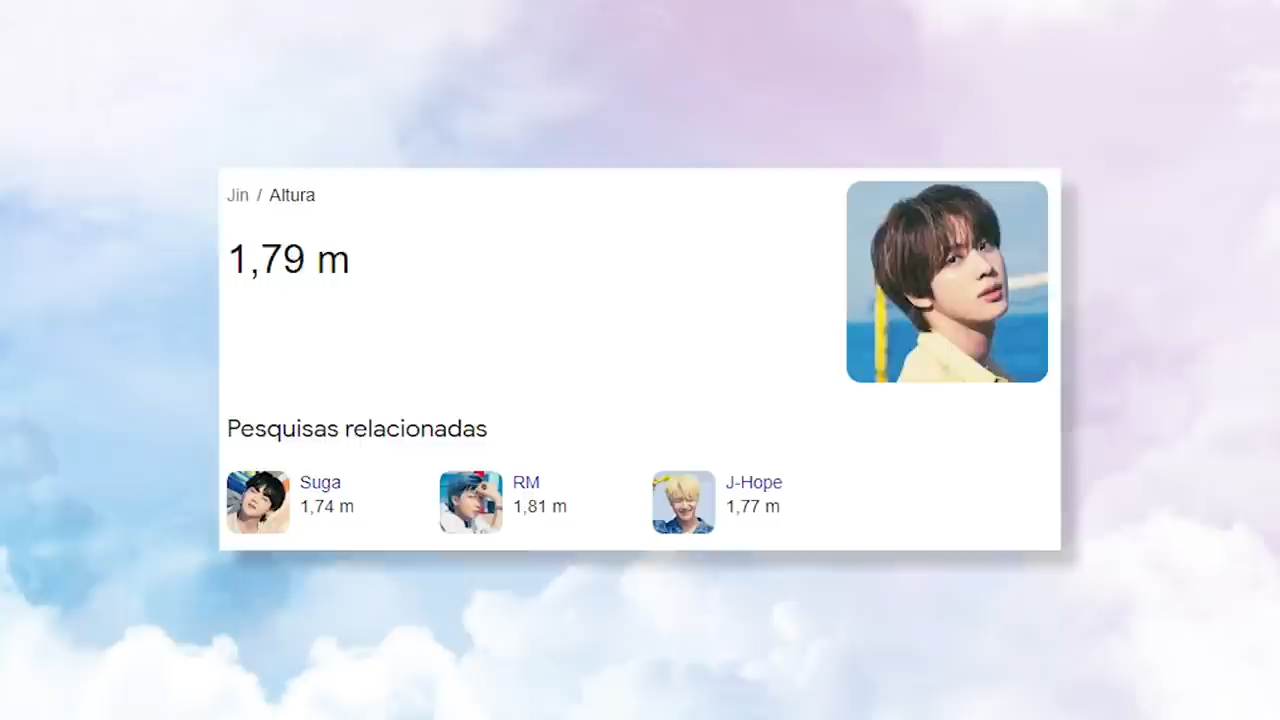 Jin / Altura
1,79 m
Pesquisas relacionadas
Suga
1,74 m
RM
1,81 m
J-Hope
1,77 m